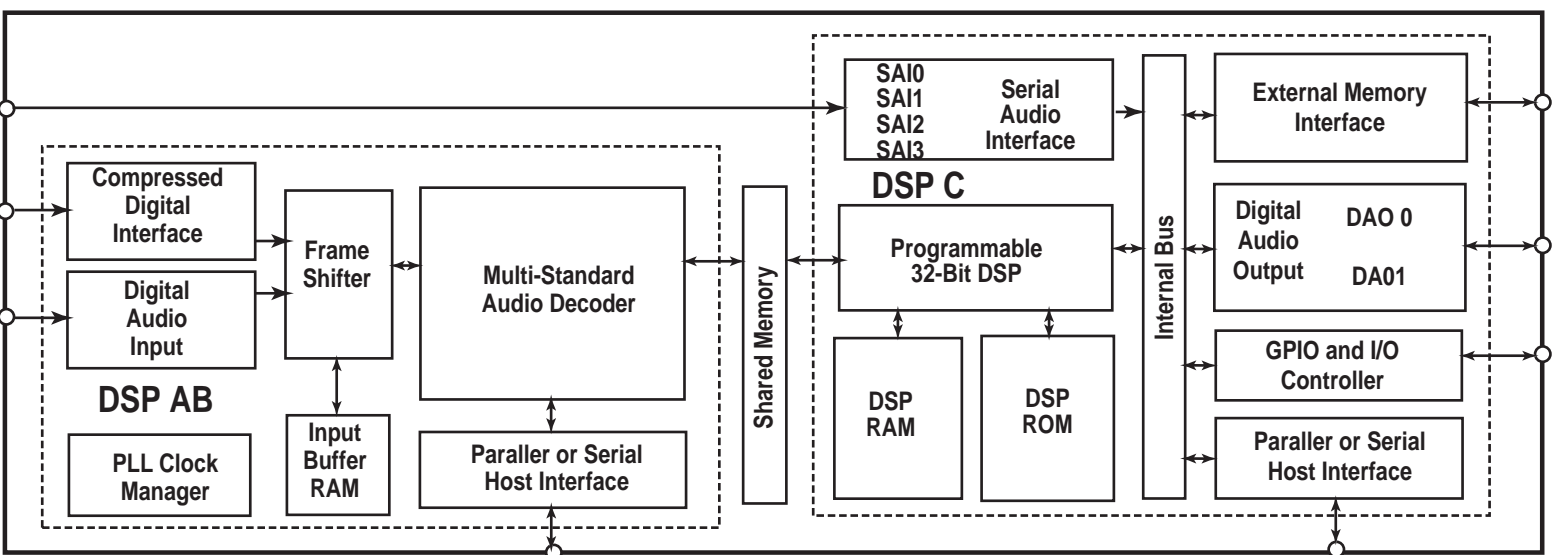 Compressed
Digital
Interface
Digital
Audio
Input
DSP AB
PLL Clock
Manager
Frame
Shifter
Input
Buffer
RAM
Multi-Standard
Audio Decoder
Paraller or Serial
Host Interface
Shared Memory
SAI0
SAI1
SAI2
SAI3
Serial
Audio
Interface
DSP C
Programmable
32-Bit DSP
DSP
RAM
DSP
ROM
Internal Bus
External Memory
Interface
Digital
Audio
Output
DAO 0
DA01
GPIO and I/O
Controller
Paraller or Serial
Host Interface